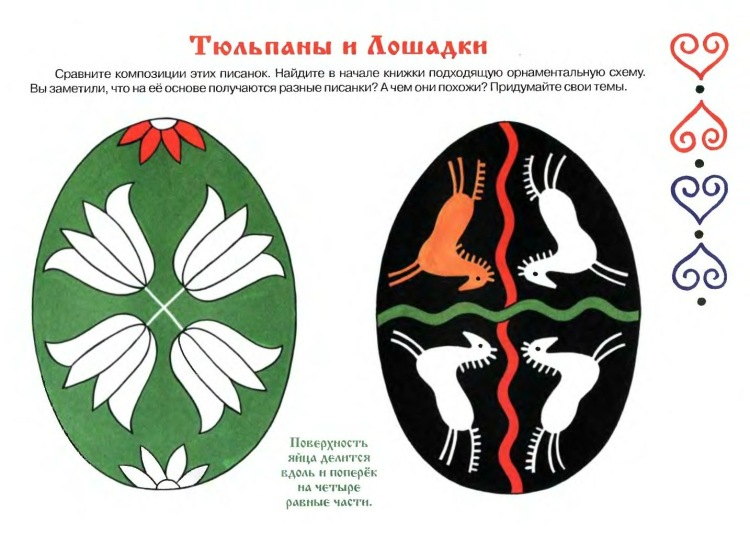 Тюльпаны и Лошадки
Сравните композиции этих писанок. Найдите в начале книжки подходящую орнаментальную схему.
Вы заметили, что на её основе получаются разные писанки? А чем они похожи? Придумайте свои темы.
Поверхность
яйца делится
вдоль и поперёк
на четыре
равные части.